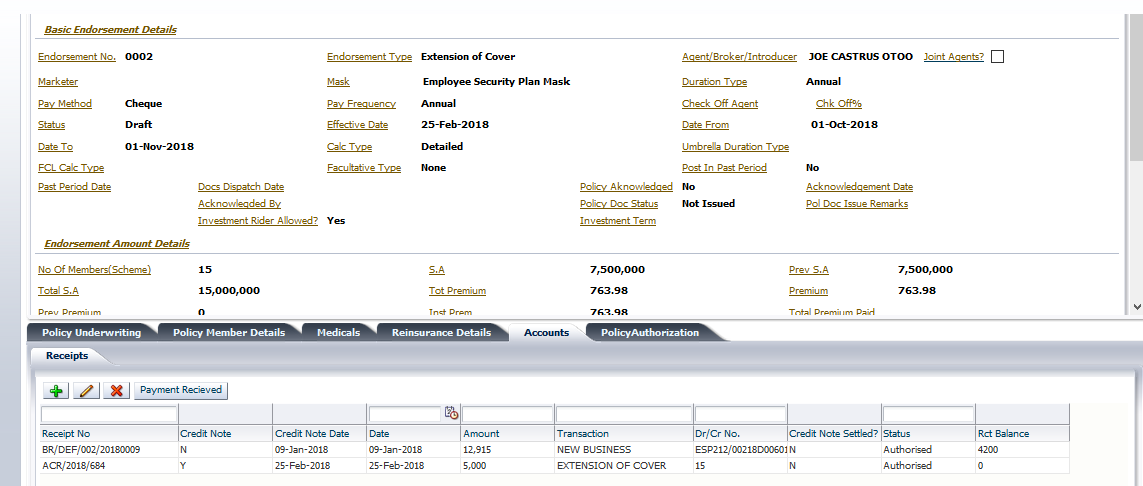 Basic Endorsement Details
Endorsement No. 0002 Endorsement Type Extension of Cover Agent/Broker/Introducer JOE CASTRUS OTOO Joint Agents?
Marketer Mask Employee Security Plan Mask Duration Type Annual
Pay Method Cheque Pay Frequency Annual Check Off Agent Chk Off%
Status Draft Effective Date 25-Feb-2018 Date From 01-Oct-2018
Date To 01-Nov-2018 Calc Type Detailed Umbrella Duration Type
FCL Calc Type Facultative Type None Post In Past Period No
Past Period Date Docs Dispatch Date Policy Aknowledged No Acknowledgement Date
Acknowlegded By Policy Doc Status Not Issued Pol Doc Issue Remarks
Investment Rider Allowed? Yes Investment Term
Endorsement Amount Details
No Of Members(Scheme) 15 S.A 7,500,000 Prev S.A 7,500,000
Total S.A 15,000,000 Tot Premium 763.98 Premium 763.98
Prev Premium 0 Inst Prem 763.98 Total Premium Paid
Policy Underwriting Policy Member Details Medicals Reinsurance Details Accounts PolicyAuthorization
Receipts
Payment Recieved
Receipt No Credit Note Credit Note Date Date Amount Transaction Dr/Cr No. Credit Note Settled? Status Rct Balance
BR/DEF/002/20180009 N 09-Jan-2018 09-Jan-2018 12,915 NEW BUSINESS ESP212/00218D00601 N Authorised 4200
ACR/2018/684 Y 25-Feb-2018 25-Feb-2018 5,000 EXTENSION OF COVER 15 N Authorised 0